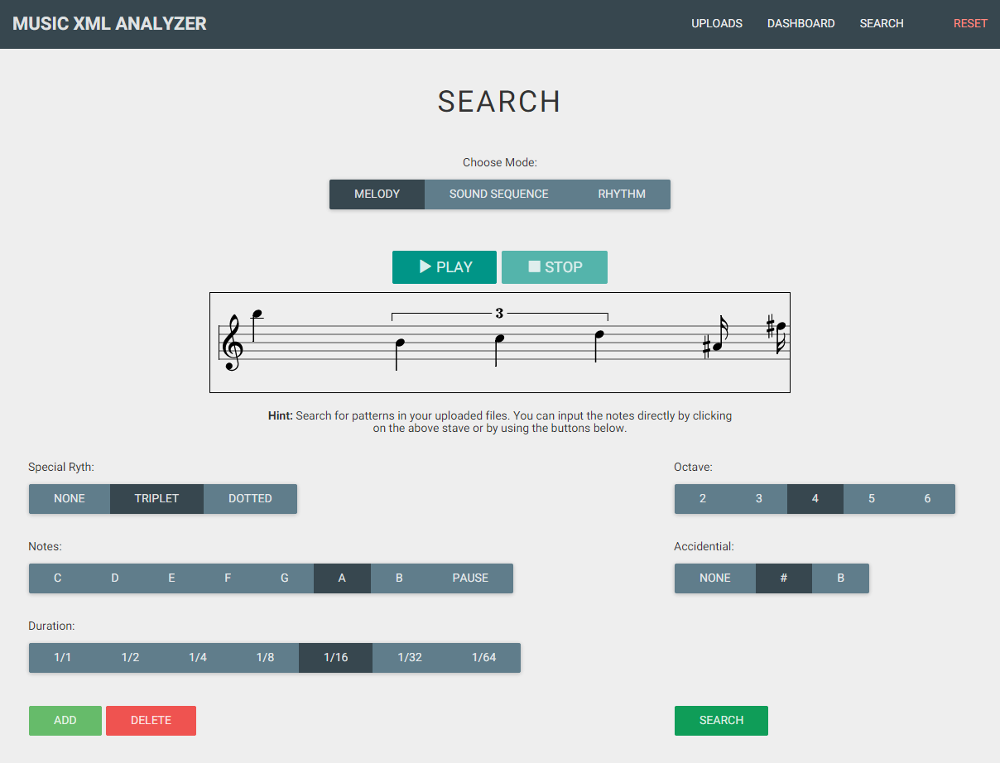 MUSIC XML ANALYZER UPLOADS DASHBOARD SEARCH RESET
SEARCH
Choose Mode:
MELODY SOUND SEQUENCE RHYTHM
PLAY STOP
3
Hint: Search for patterns in your uploaded files. You can input the notes directly by clicking
on the above stave or by using the buttons below.
Special Ryth: Octave:
NONE TRIPLET DOTTED 2 3 4 5 6
Notes: Accidential:
C D E F G A B PAUSE NONE # B
Duration:
1/1 1/2 1/4 1/8 1/16 1/32 1/64
ADD DELETE SEARCH